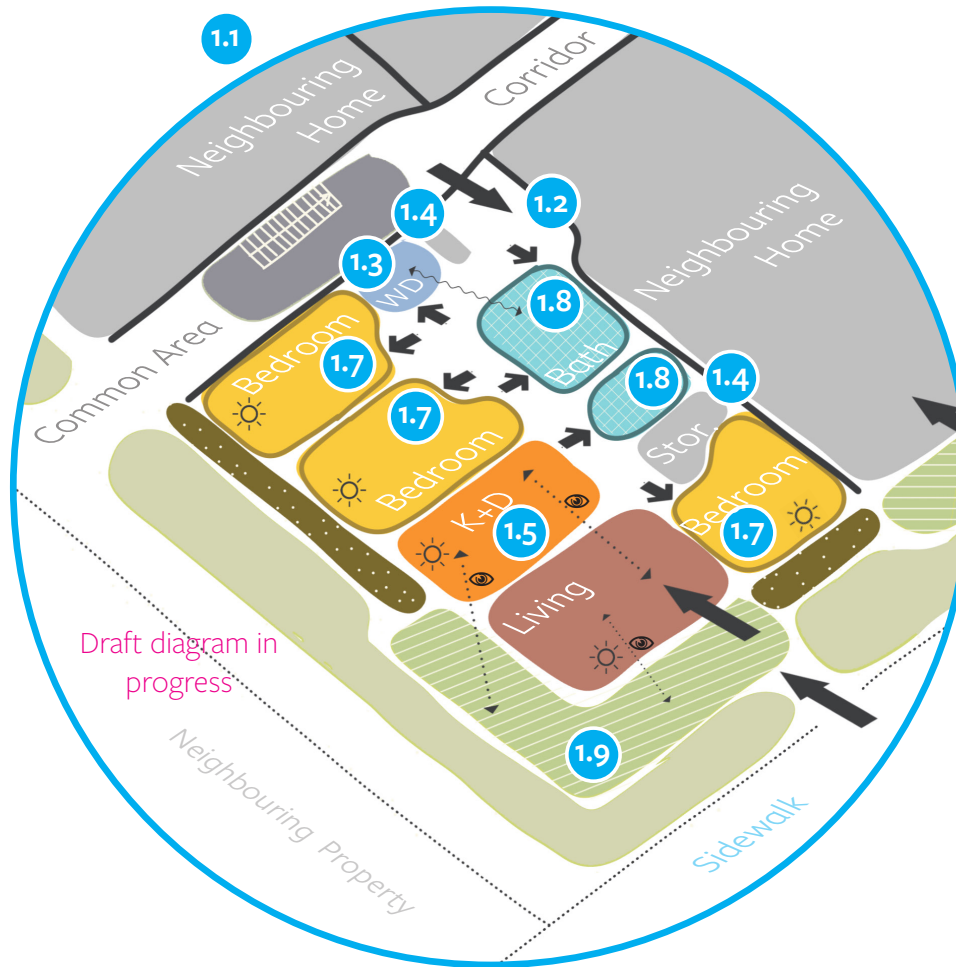 1.1
Neighbouring
Home
Corridor
1.4
1.2
1.3
WD
Neighbouring
Home
1.8
Bath
Bedroom
1.7
Common Area
1.8
1.4
Stor.
1.7
Bedroom
K+D
1.5
Bedroom
1.7
Living
Draft diagram in
progress
1.9
Neighbouring Property
Sidewalk